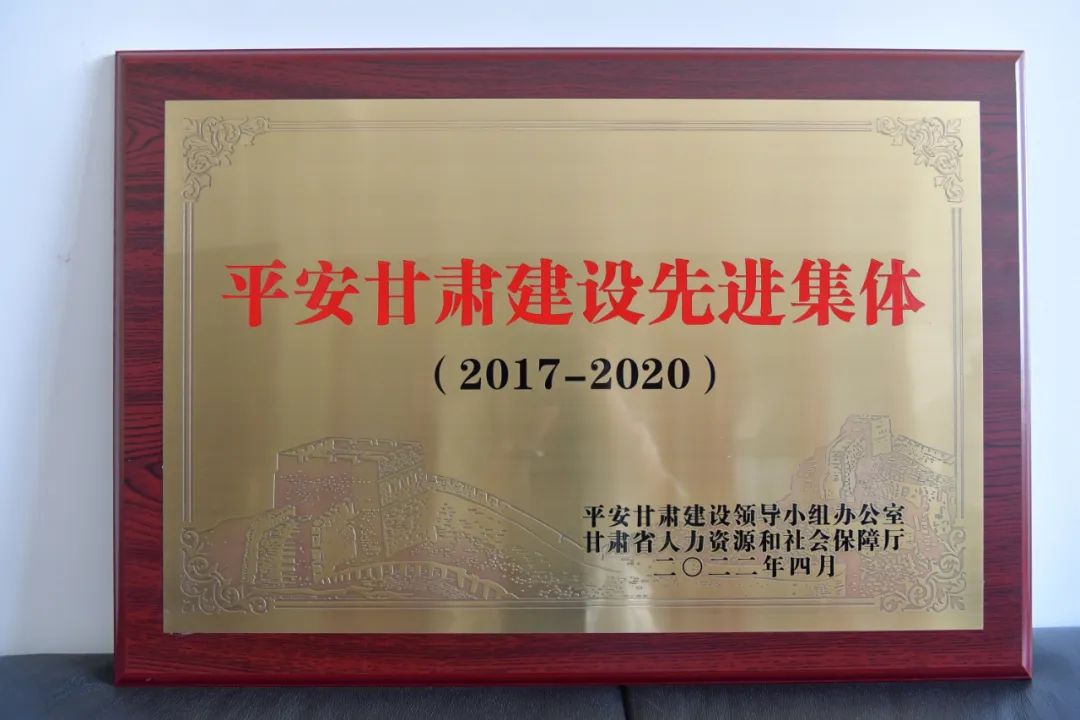 平安甘肃建设先进集体
（2017-2020）
平安甘肃建设领导小组办公室
甘肃省人力资源和社会保障厅
二〇二二年四月